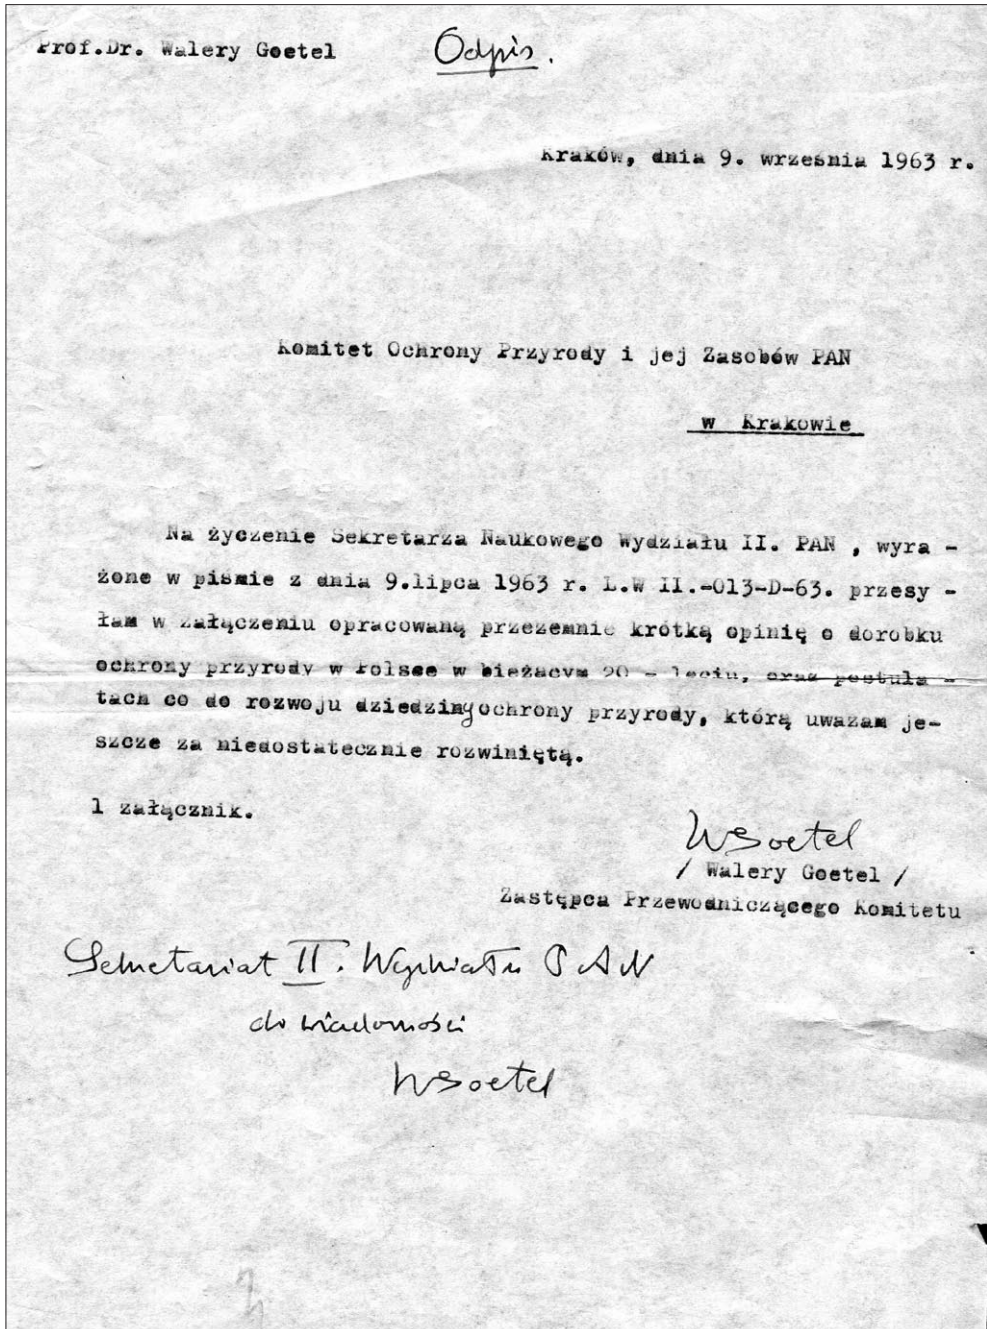 Prof.Dr. Walery Goetel
Odpis.
Kraków, dnia 9. września 1963 r.
Komitet Ochrony Przyrody i jej Zasobów PAN
w Krakowie
Na życzenie Sekretarza Naukowego Wydziału II. PAN , wyra -
żone w piśmie z dnia 9.lipca 1963 r. L.W II.-013-D-63. przesy -
łam w załączeniu opracowaną przezemnie krótką opinię o dorobku
ochrony przyrody w Polsce w bieżącym 20 - leciu, oraz postula -
tach co do rozwoju dziedziny ochrony przyrody, którą uważam je-
szcze za niedostatecznie rozwiniętą.
1 załącznik.
WGoetel
/ Walery Goetel /
Zastępca Przewodniczącego Komitetu
Sekretariat II. Wydziału PAN
do wiadomości
WGoetel